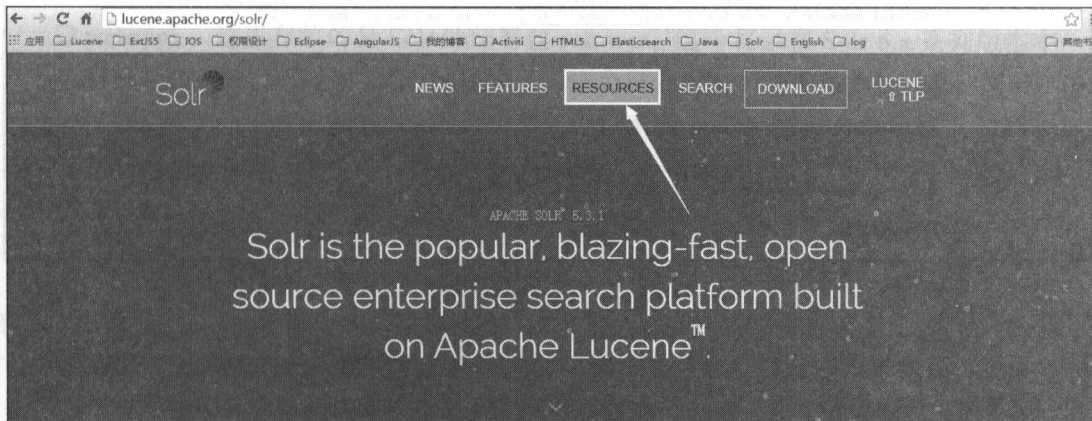 lucene.apache.org/solr/
应用 Lucene ExtJS5 IOS 权限设计 Eclipse AngularJS 我的博客 Activiti HTML5 Elasticsearch Java Solr English log 其他书
Solr NEWS FEATURES RESOURCES SEARCH DOWNLOAD LUCENE
⇧ TLP
APACHE SOLR™ 5.3.1
Solr is the popular, blazing-fast, open
source enterprise search platform built
on Apache Lucene™.